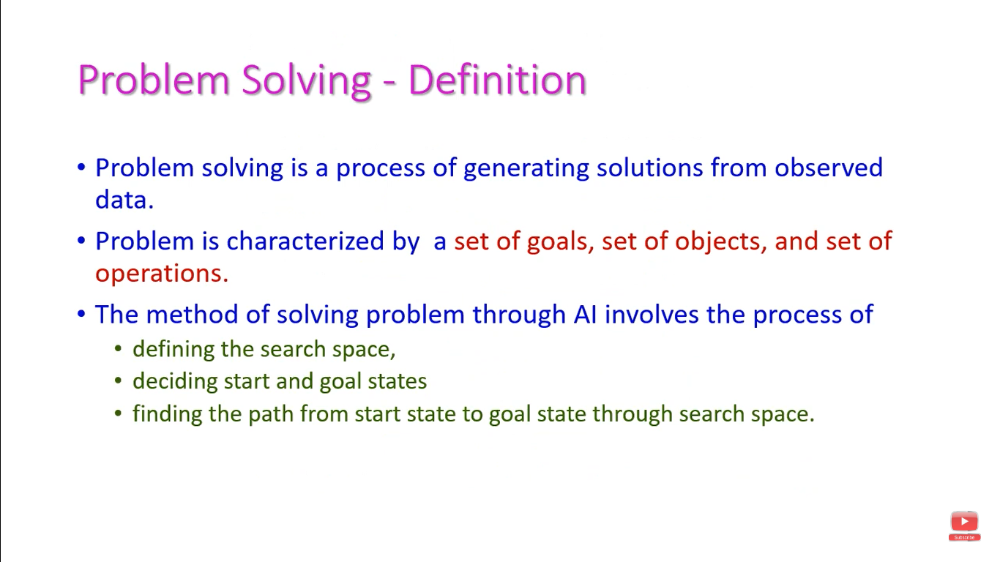 Problem Solving - Definition
• Problem solving is a process of generating solutions from observed
data.
• Problem is characterized by  a set of goals, set of objects, and set of
operations.
• The method of solving problem through AI involves the process of
• defining the search space,
• deciding start and goal states
• finding the path from start state to goal state through search space.
Subscribe